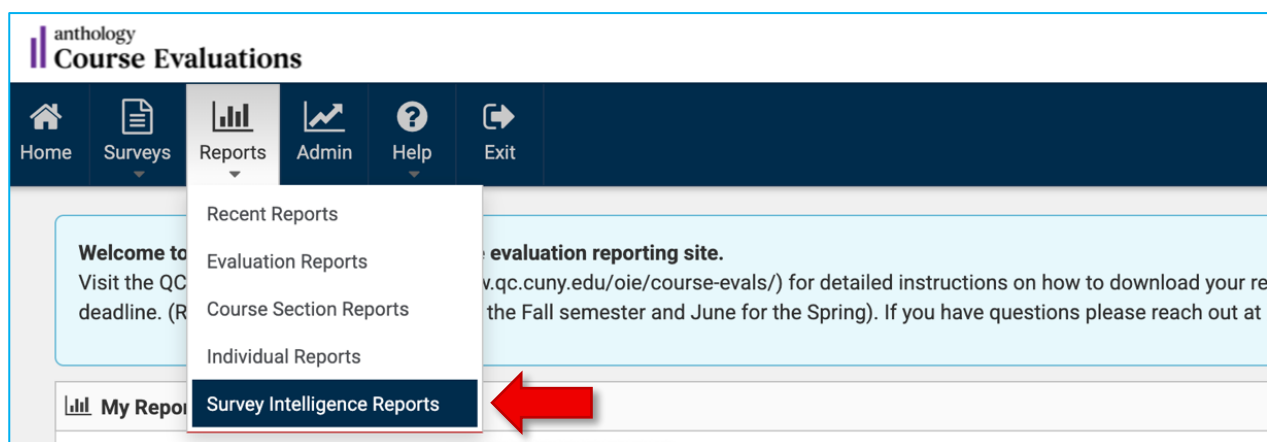 anthology
Course Evaluations
Home
Surveys
Reports
Admin
Help
Exit
Recent Reports
Evaluation Reports
Course Section Reports
Individual Reports
Survey Intelligence Reports
Welcome to evaluation reporting site.
Visit the QC .qc.cuny.edu/oie/course-evals/) for detailed instructions on how to download your re
deadline. (R the Fall semester and June for the Spring). If you have questions please reach out at
My Repor